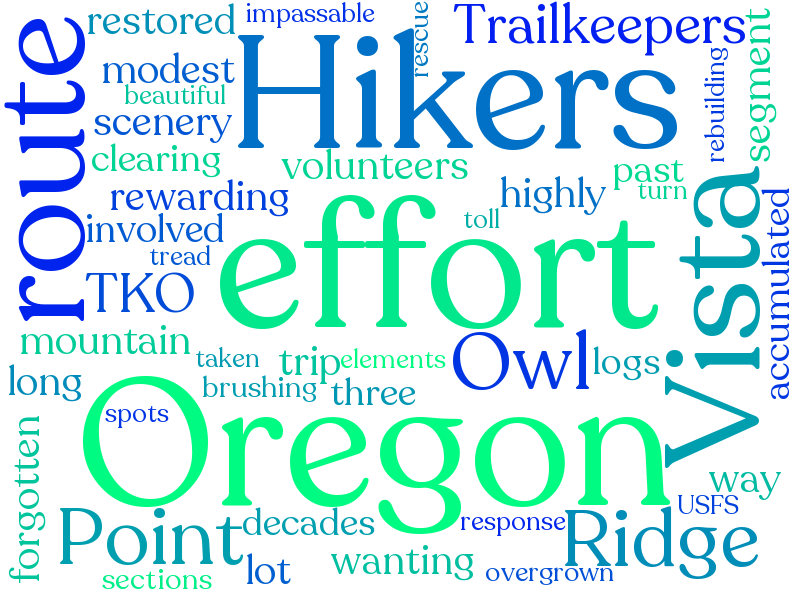 restored
impassable
rescue
Trailkeepers
segment
route
Hikers
modest
beautiful
scenery
rebuilding
clearing
volunteers
past
turn
rewarding
highly
Vista
accumulated
involved
toll
effort
tread
TKO
mountain
taken
trip
elements
Owl
logs
long
brushing
three
spots
Oregon
forgotten
way
USFS
Point
decades
response
Ridge
wanting
lot
overgrown
sections